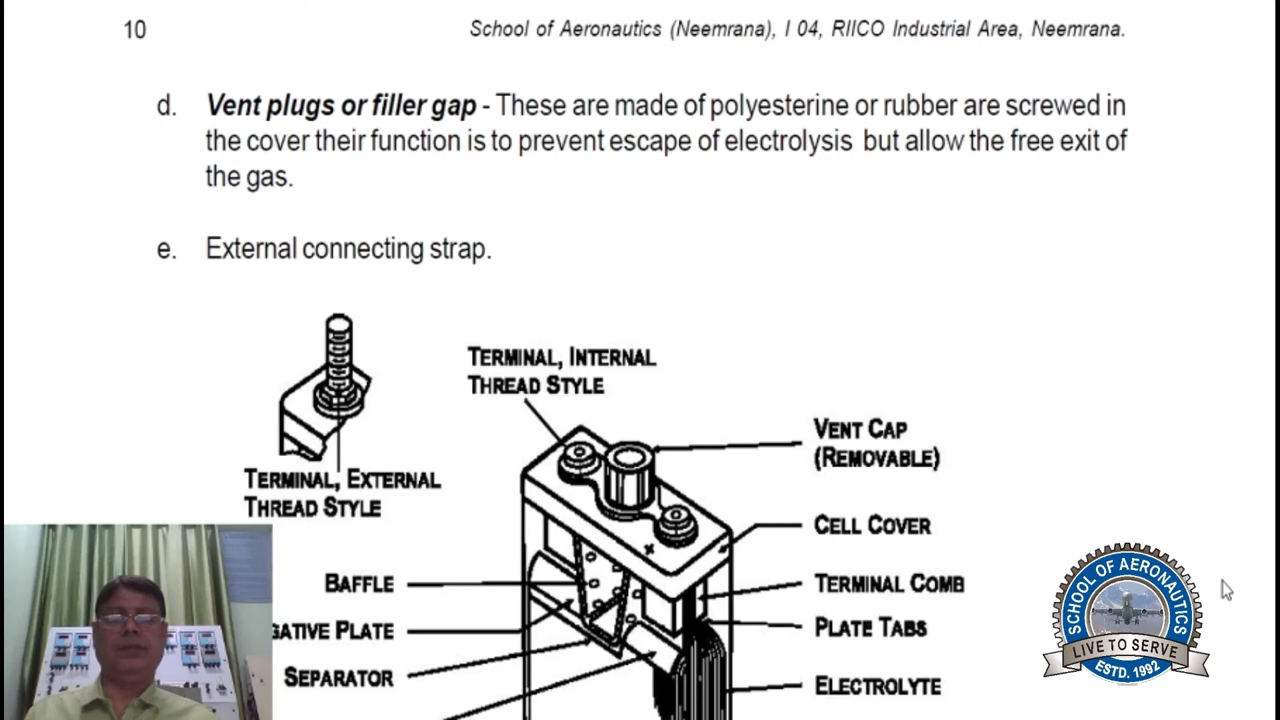 10
School of Aeronautics (Neemrana), I 04, RIICO Industrial Area, Neemrana.
d. Vent plugs or filler gap - These are made of polyesterine or rubber are screwed in
the cover their function is to prevent escape of electrolysis but allow the free exit of
the gas.
e. External connecting strap.
TERMINAL, INTERNAL
THREAD STYLE
VENT CAP
(REMOVABLE)
TERMINAL, EXTERNAL
THREAD STYLE
CELL COVER
BAFFLE
TERMINAL COMB
GATIVE PLATE
PLATE TABS
SEPARATOR
ELECTROLYTE
SCHOOL OF AERONAUTICS
LIVE TO SERVE
ESTD. 1992